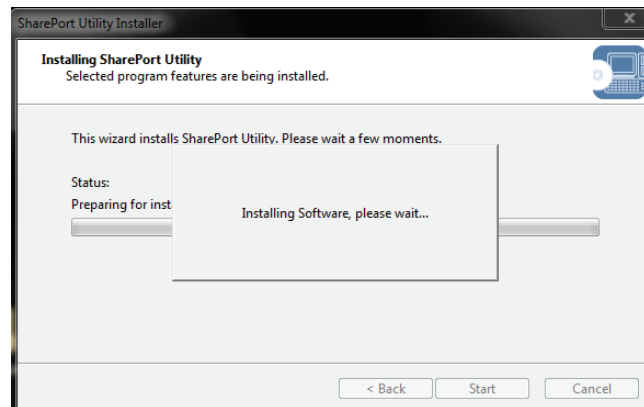 SharePort Utility Installer
Installing SharePort Utility
Selected program features are being installed.
This wizard installs SharePort Utility. Please wait a few moments.
Status:
Preparing for inst
Installing Software, please wait...
< Back
Start
Cancel